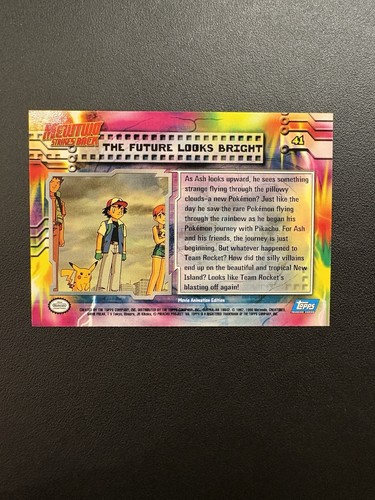 MEWTWO
STRIKES BACK
THE FUTURE LOOKS BRIGHT
41
As Ash looks upward, he sees something
strange flying through the pillowy
clouds-a new Pokémon? Just like the
day he saw the rare Pokémon flying
through the rainbow as he began his
Pokémon journey with Pikachu. For Ash
and his friends, the journey is just
beginning. But whatever happened to
Team Rocket? How did the silly villains
end up on the beautiful and tropical New
Island? Looks like Team Rocket's
blasting off again!
Movie Animation Edition
Topps